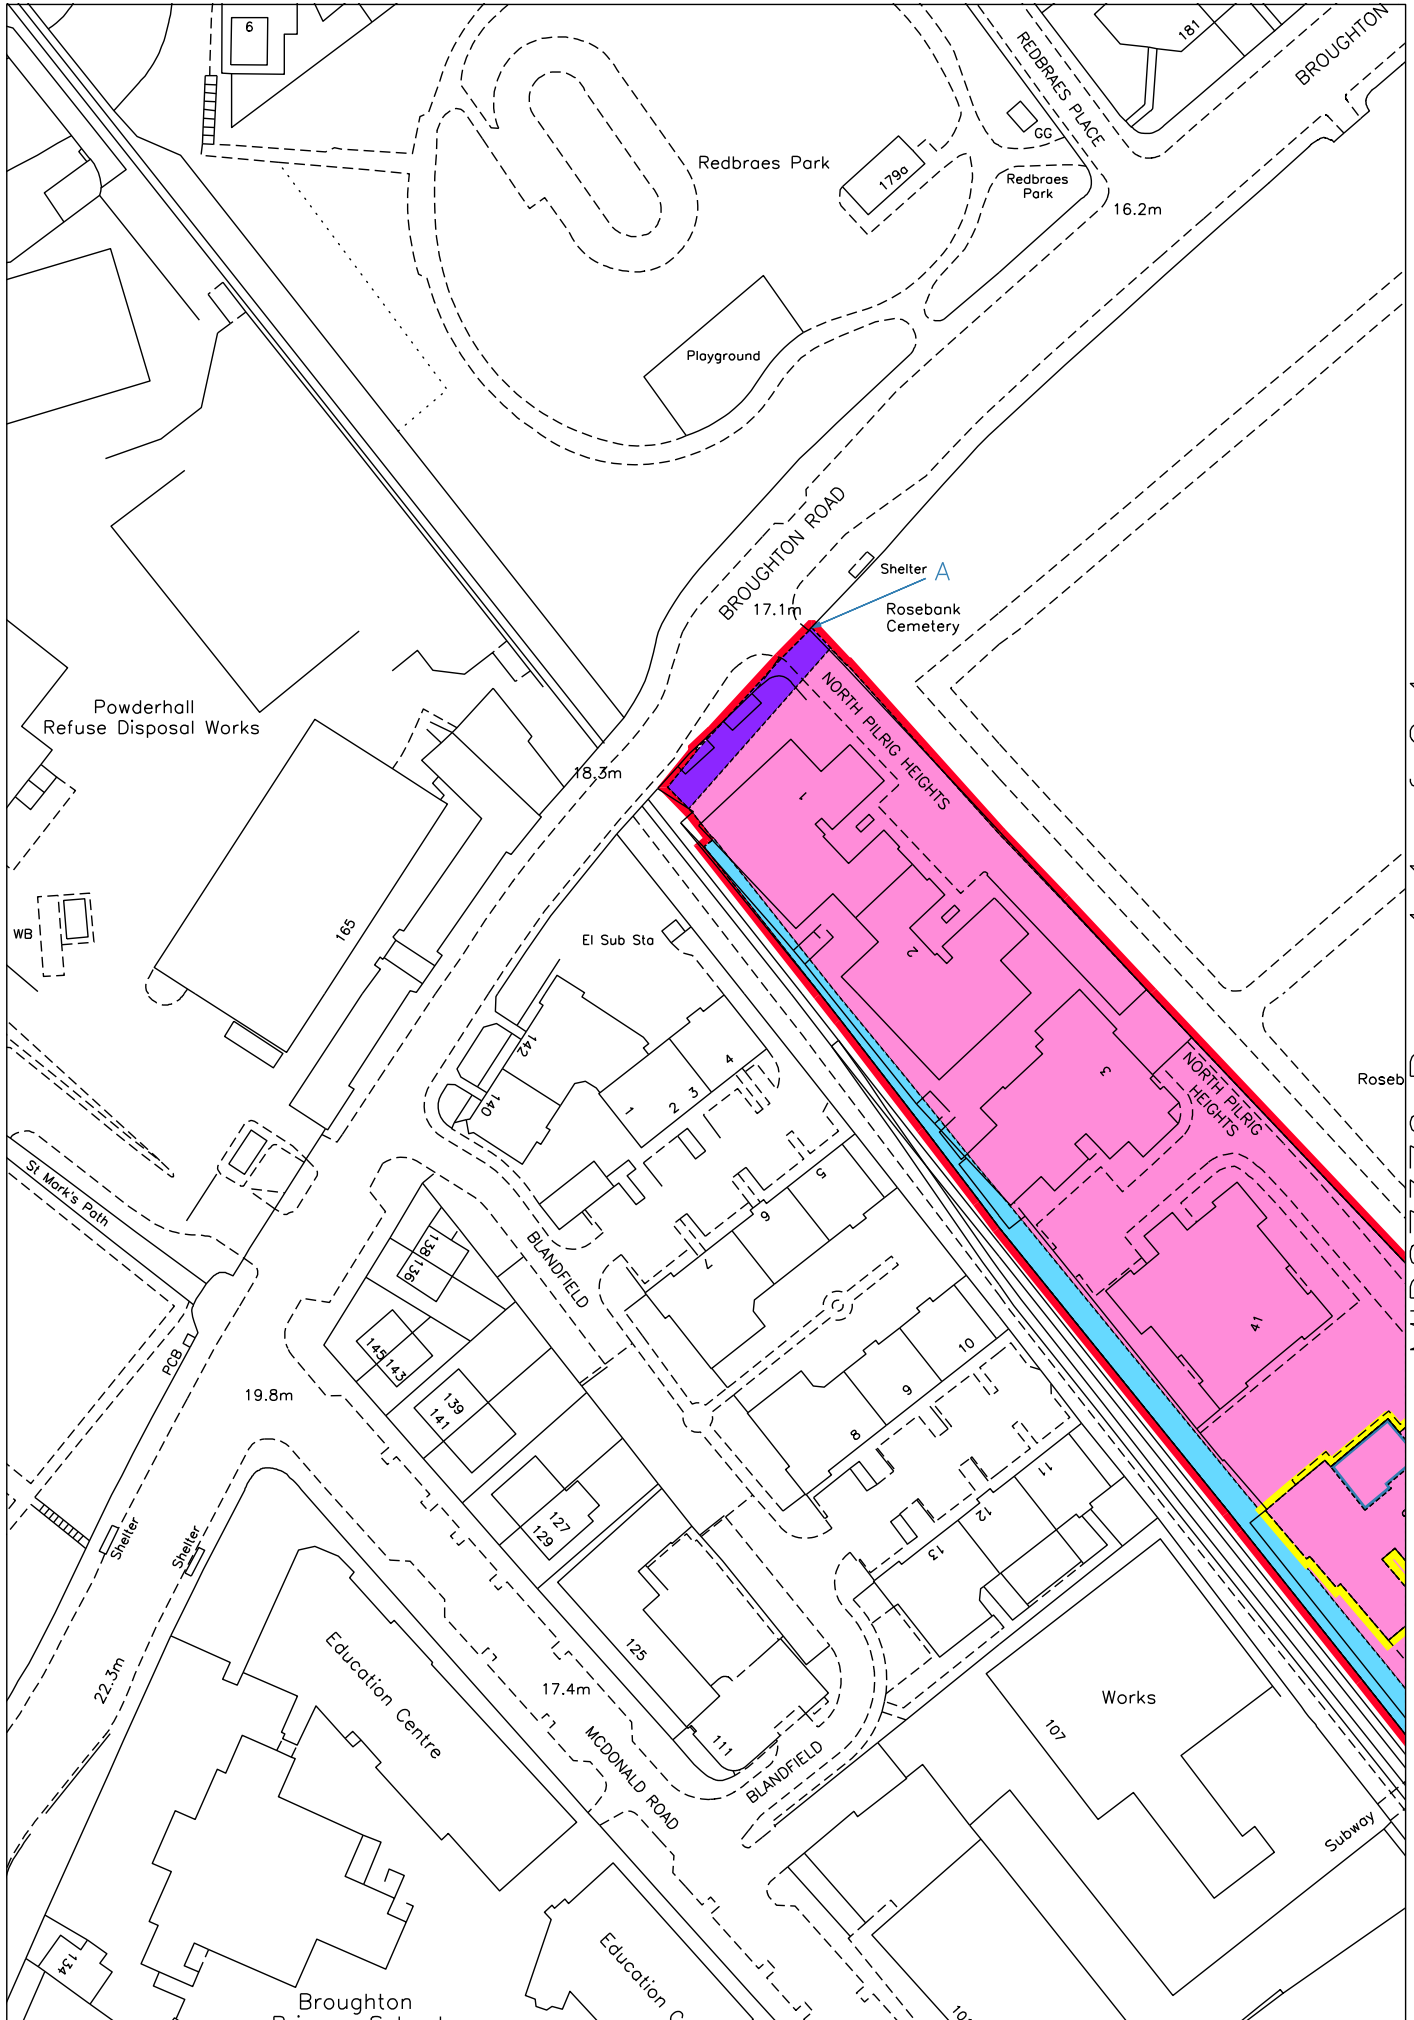 6
181
BROUGHTON
REDBRAES PLACE
GG
Redbraes Park
179a
Redbraes
Park
16.2m
Playground
BROUGHTON ROAD
Shelter
A
17.1m
Rosebank
Cemetery
Powderhall
Refuse Disposal Works
NORTH PILRIG HEIGHTS
18.3m
1
165
WB
El Sub Sta
2
142
4
3
2
1
140
3
NORTH PILRIG
HEIGHTS
St Mark's Path
5
6
7
BLANDFIELD
138
136
41
145
143
PCB
19.8m
139
141
10
9
8
11
12
13
127
129
Shelter
Shelter
125
Education Centre
22.3m
17.4m
111
MCDONALD ROAD
BLANDFIELD
Works
107
Subway
134
Education
Broughton